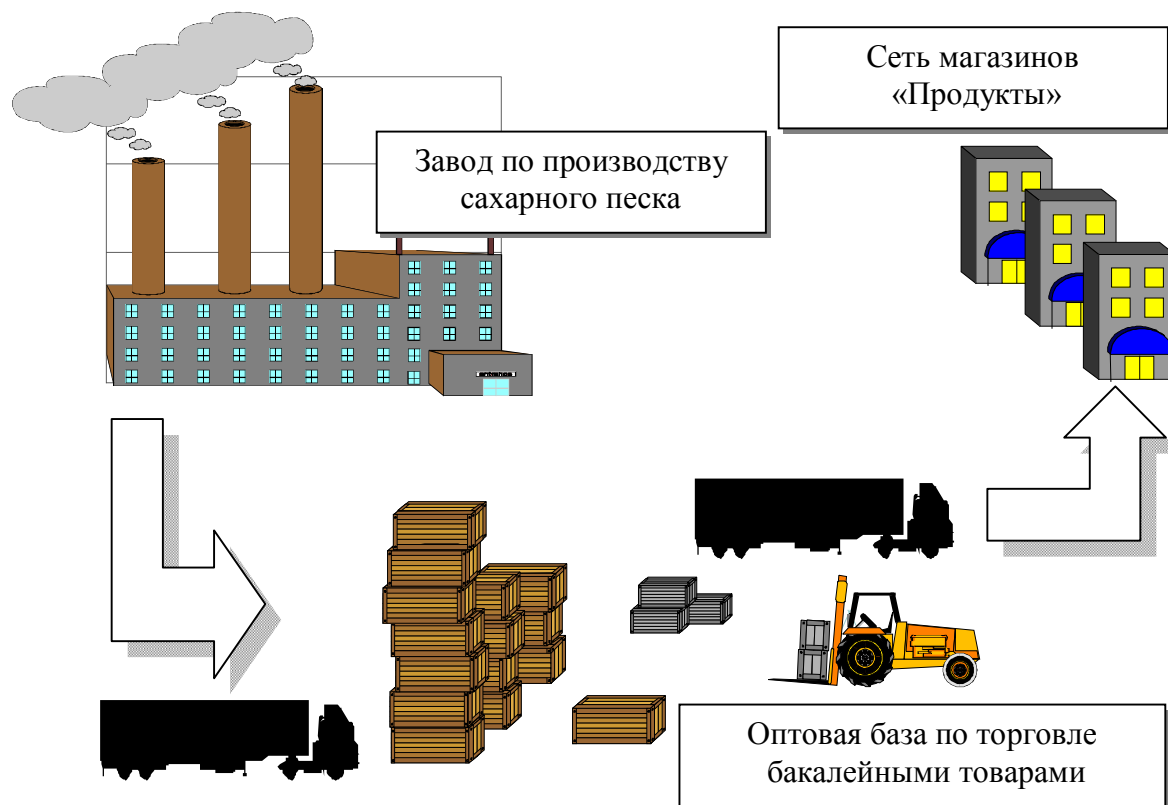 Сеть магазинов
«Продукты»
Завод по производству
сахарного песка
Оптовая база по торговле
бакалейными товарами